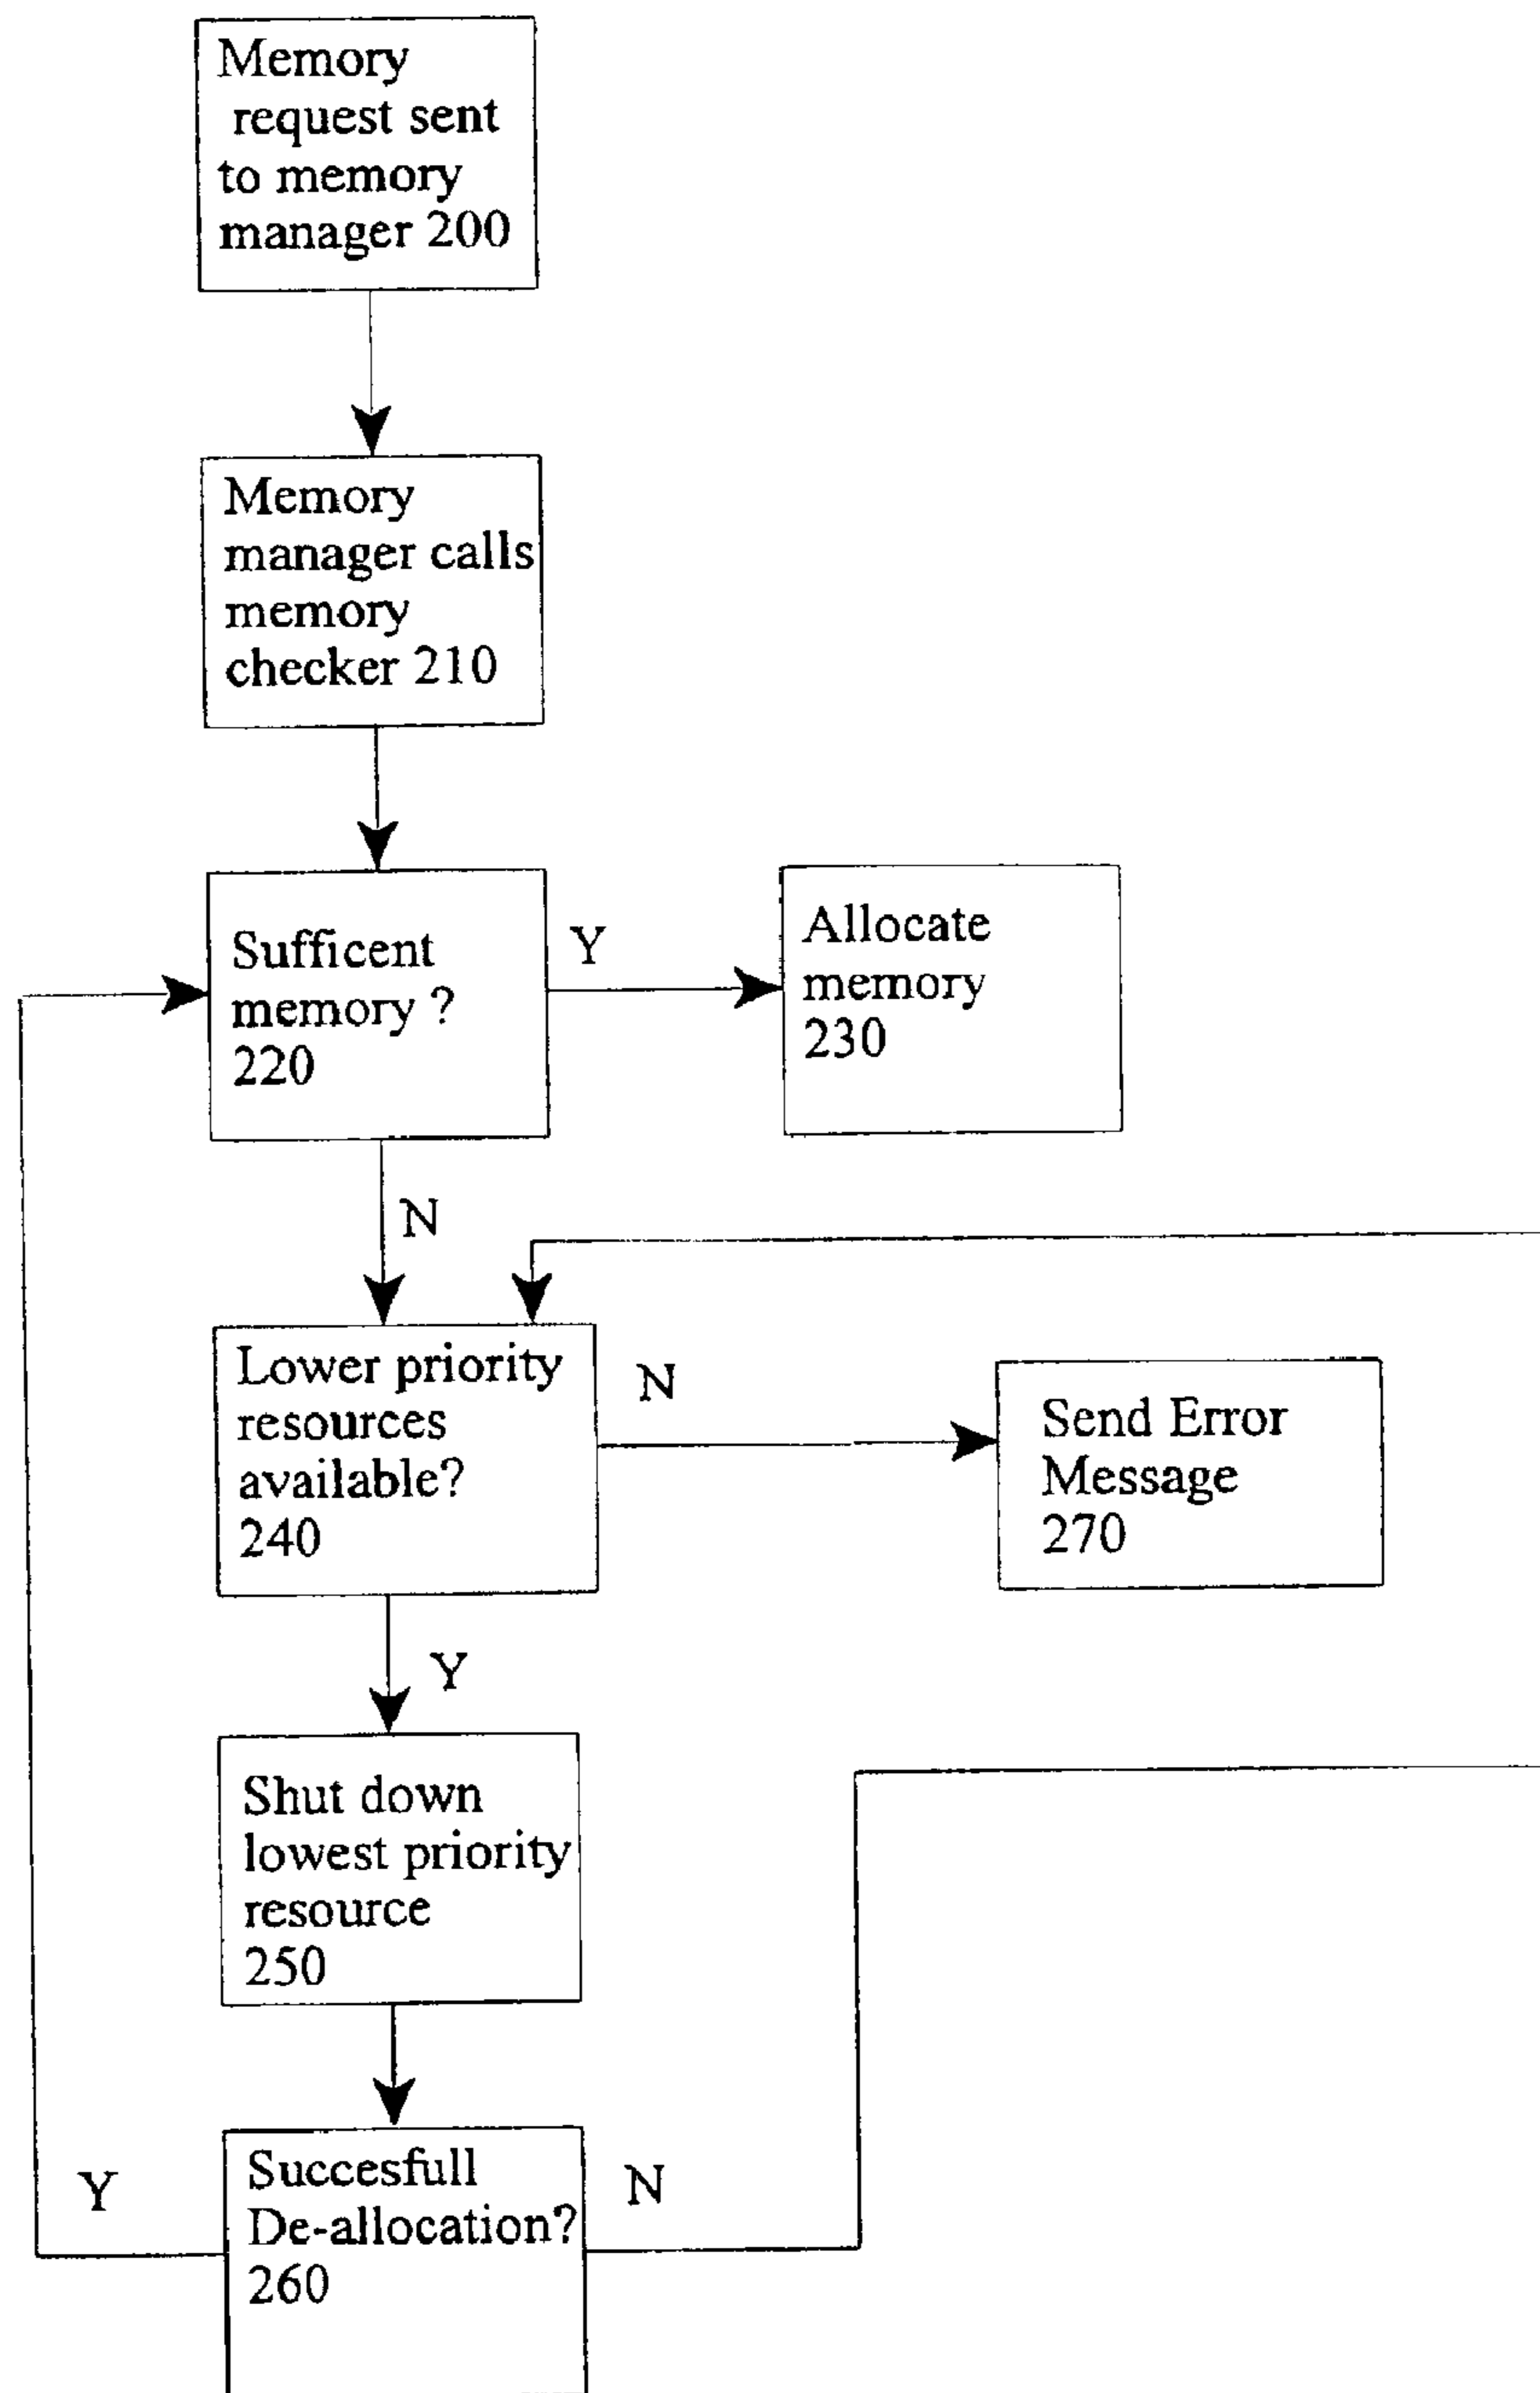 Memory
request sent
to memory
manager 200
Memory
manager calls
memory
checker 210
Sufficent
memory ?
220
Y
Allocate
memory
230
N
Lower priority
resources
available?
240
N
Send Error
Message
270
Y
Shut down
lowest priority
resource
250
Y
Succesfull
De-allocation?
260
N